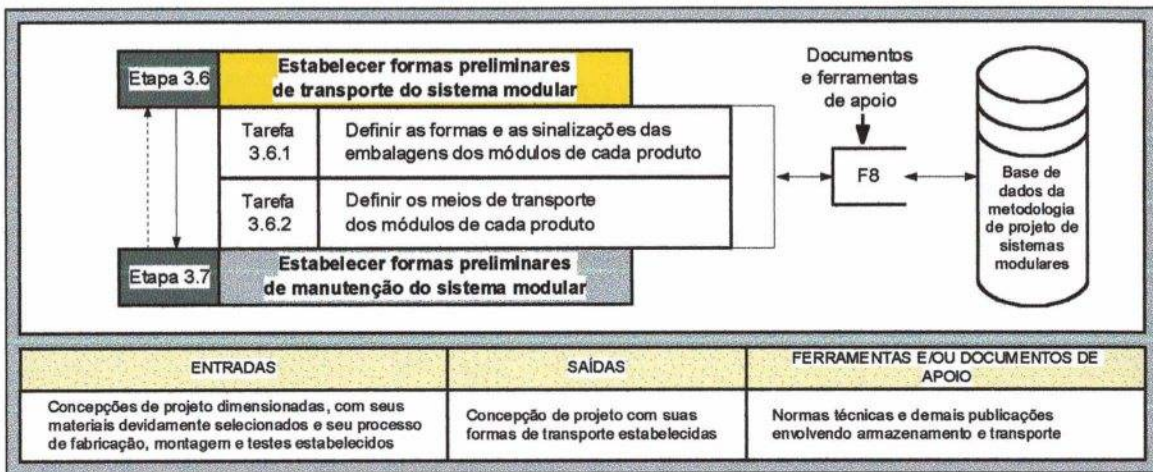 Etapa 3.6
Estabelecer formas preliminares
de transporte do sistema modular
Tarefa
3.6.1
Definir as formas e as sinalizações das
embalagens dos módulos de cada produto
Tarefa
3.6.2
Definir os meios de transporte
dos módulos de cada produto
Etapa 3.7
Estabelecer formas preliminares
de manutenção do sistema modular
Documentos
e ferramentas
de apoio
F8
Base de
dados da
metodologia
de projeto de
sistemas
modulares
ENTRADAS
SAÍDAS
FERRAMENTAS E/OU DOCUMENTOS DE
APOIO
Concepções de projeto dimensionadas, com seus
materiais devidamente selecionados e seu processo
de fabricação, montagem e testes estabelecidos
Concepção de projeto com suas
formas de transporte estabelecidas
Normas técnicas e demais publicações
envolvendo armazenamento e transporte